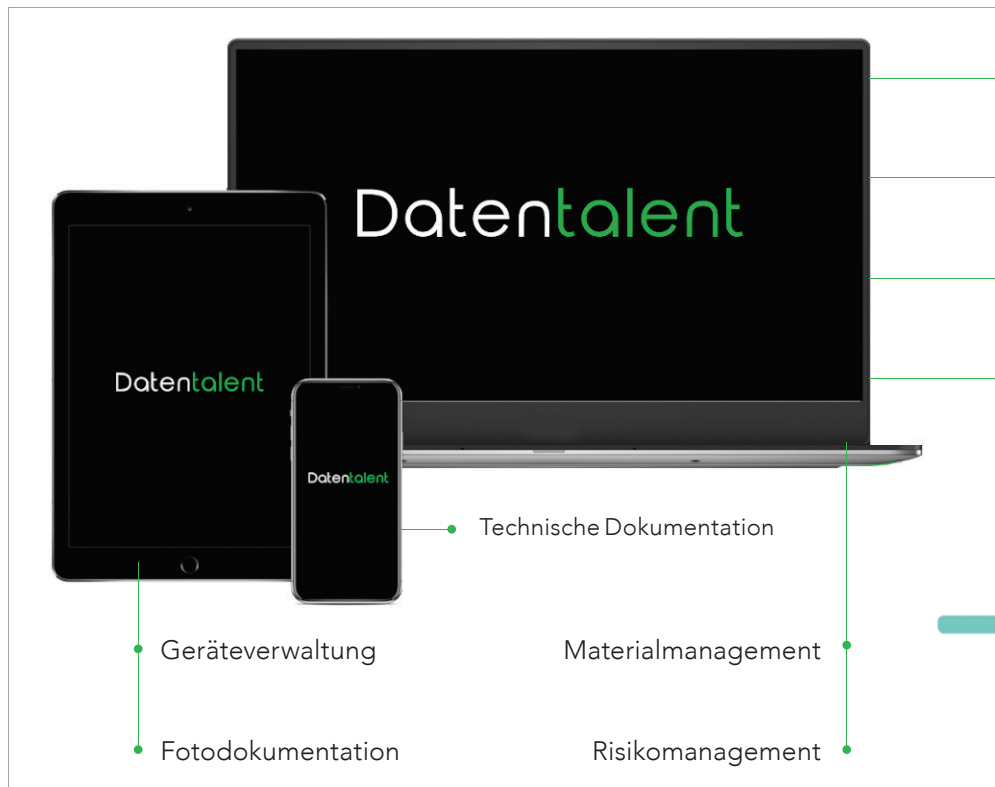 Datentalent
Datentalent
Datentalent
Technische Dokumentation
Geräteverwaltung
Materialmanagement
Fotodokumentation
Risikomanagement